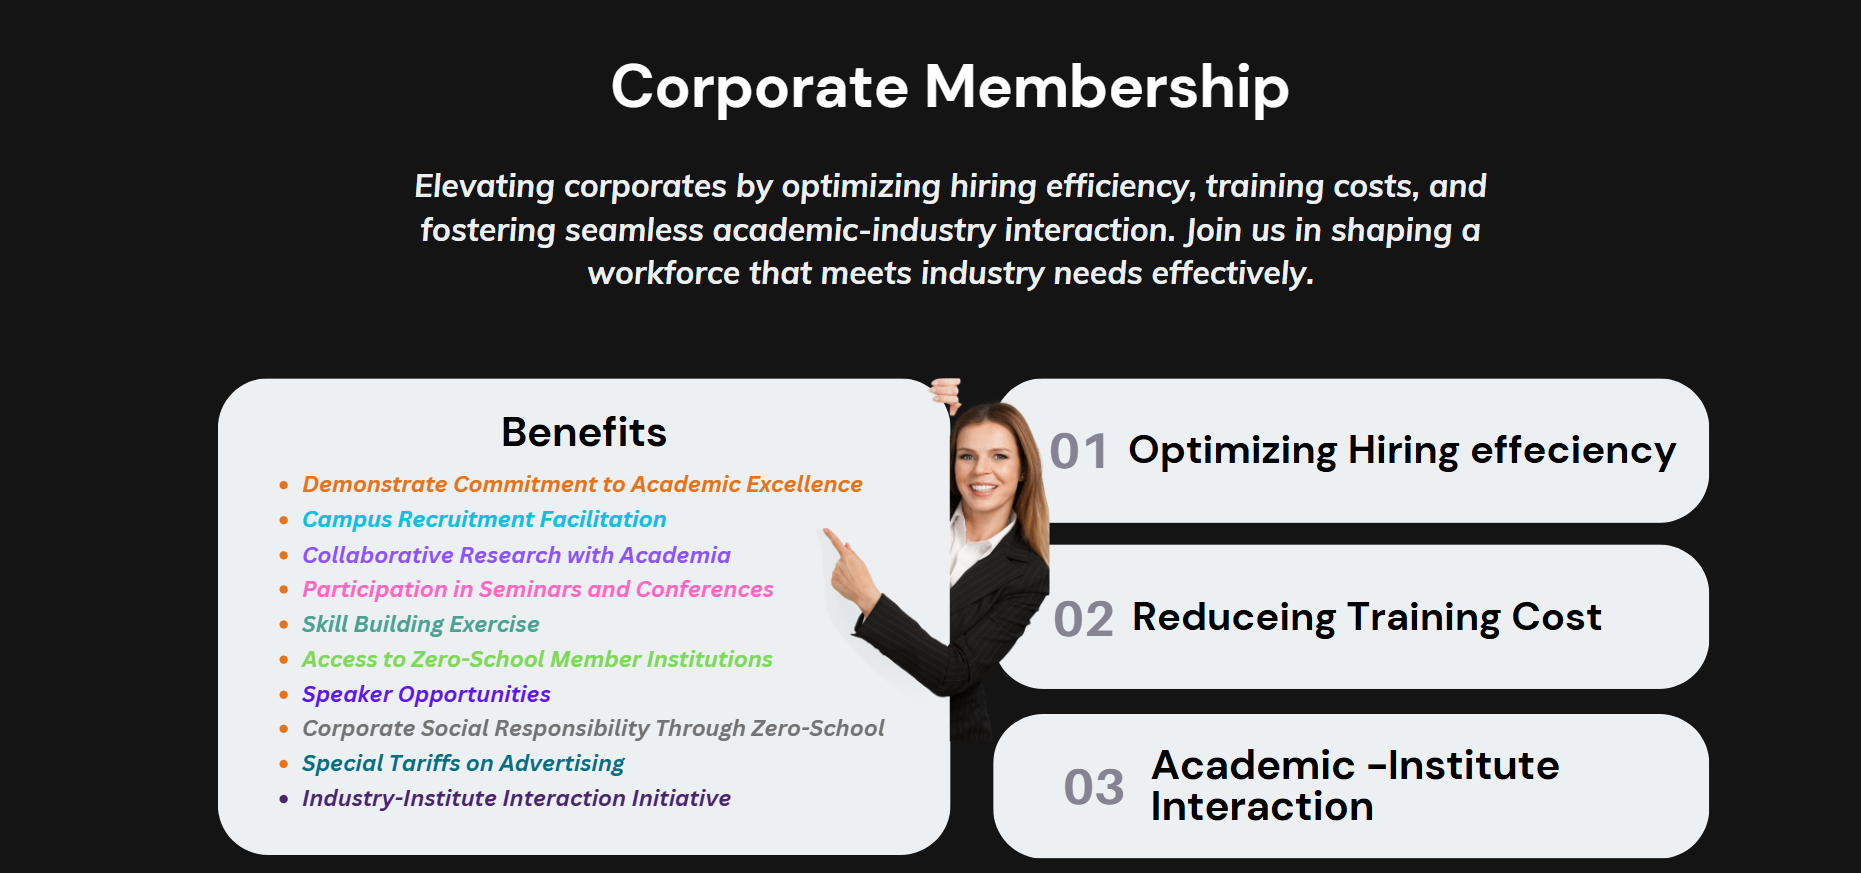 Corporate Membership
Elevating corporates by optimizing hiring efficiency, training costs, and
fostering seamless academic-industry interaction. Join us in shaping a
workforce that meets industry needs effectively.
Benefits
Demonstrate Commitment to Academic Excellence
Campus Recruitment Facilitation
Collaborative Research with Academia
Participation in Seminars and Conferences
Skill Building Exercise
Access to Zero-School Member Institutions
Speaker Opportunities
Corporate Social Responsibility Through Zero-School
Special Tariffs on Advertising
Industry-Institute Interaction Initiative
01 Optimizing Hiring effeciency
02 Reduceing Training Cost
03 Academic -Institute
Interaction